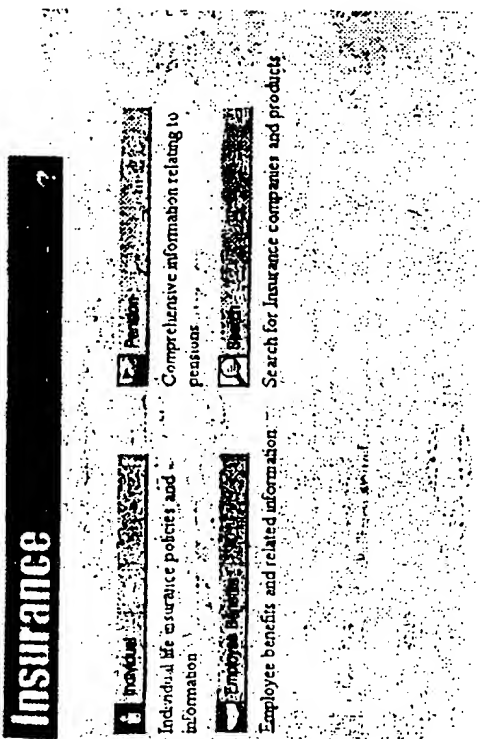 Insurance ?
Individual
Individual life insurance policies and
information
Pension
Comprehensive information relating to
pensions
Employee Benefits
Employee benefits and related information
Search
Search for Insurance companies and products